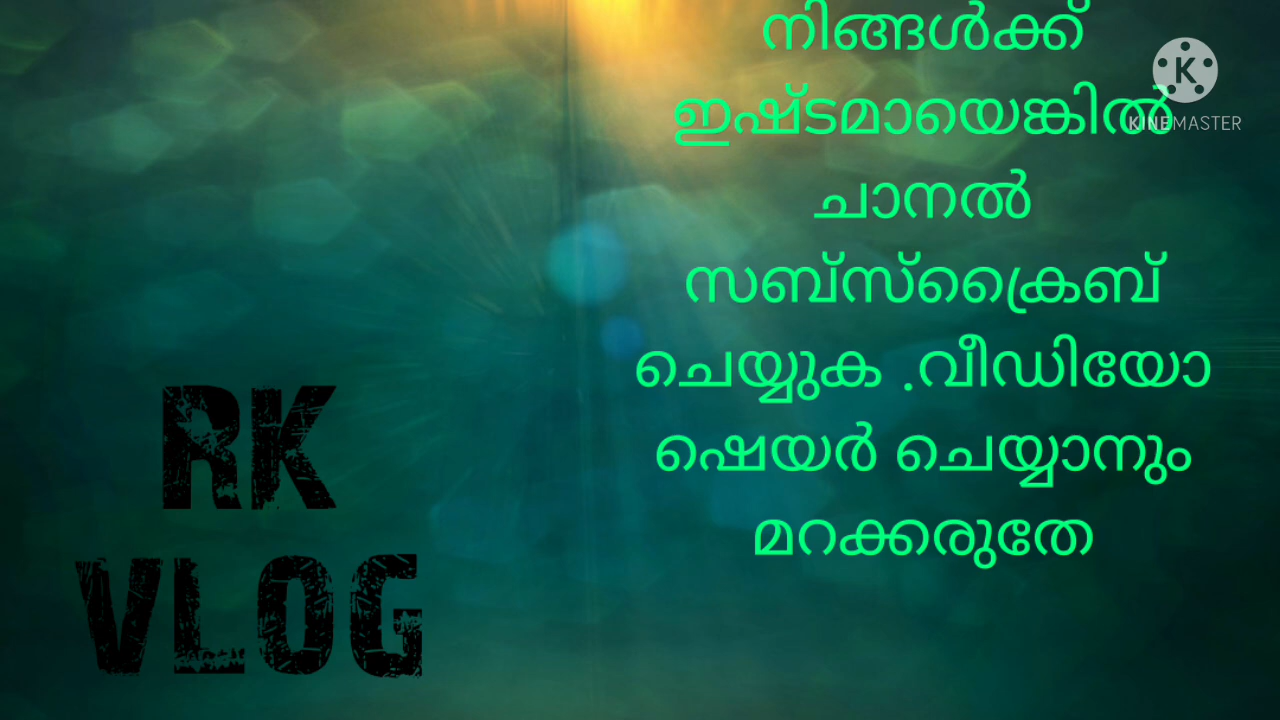 നിങ്ങൾക്ക്
ഇഷ്ടമായെങ്കിൽ
ചാനൽ
സബ്സ്ക്രൈബ്
ചെയ്യുക .വീഡിയോ
ഷെയർ ചെയ്യാനും
മറക്കരുതേ
K
KINEMASTER
RK
VLOG